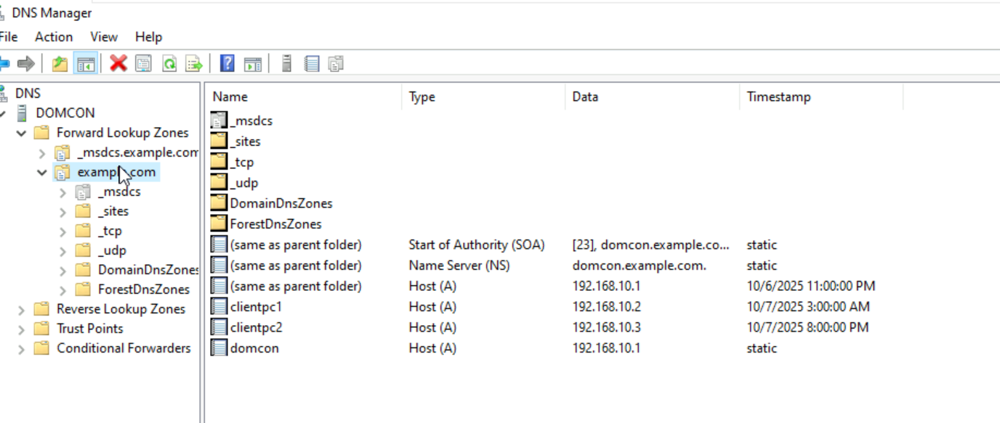 DNS Manager
File Action View Help
DNS
DOMCON
Forward Lookup Zones
_msdcs.example.com
example.com
_msdcs
_sites
_tcp
_udp
DomainDnsZones
ForestDnsZones
Reverse Lookup Zones
Trust Points
Conditional Forwarders
Name Type Data Timestamp
_msdcs
_sites
_tcp
_udp
DomainDnsZones
ForestDnsZones
(same as parent folder) Start of Authority (SOA) [23], domcon.example.co... static
(same as parent folder) Name Server (NS) domcon.example.com. static
(same as parent folder) Host (A) 192.168.10.1 10/6/2025 11:00:00 PM
clientpc1 Host (A) 192.168.10.2 10/7/2025 3:00:00 AM
clientpc2 Host (A) 192.168.10.3 10/7/2025 8:00:00 PM
domcon Host (A) 192.168.10.1 static